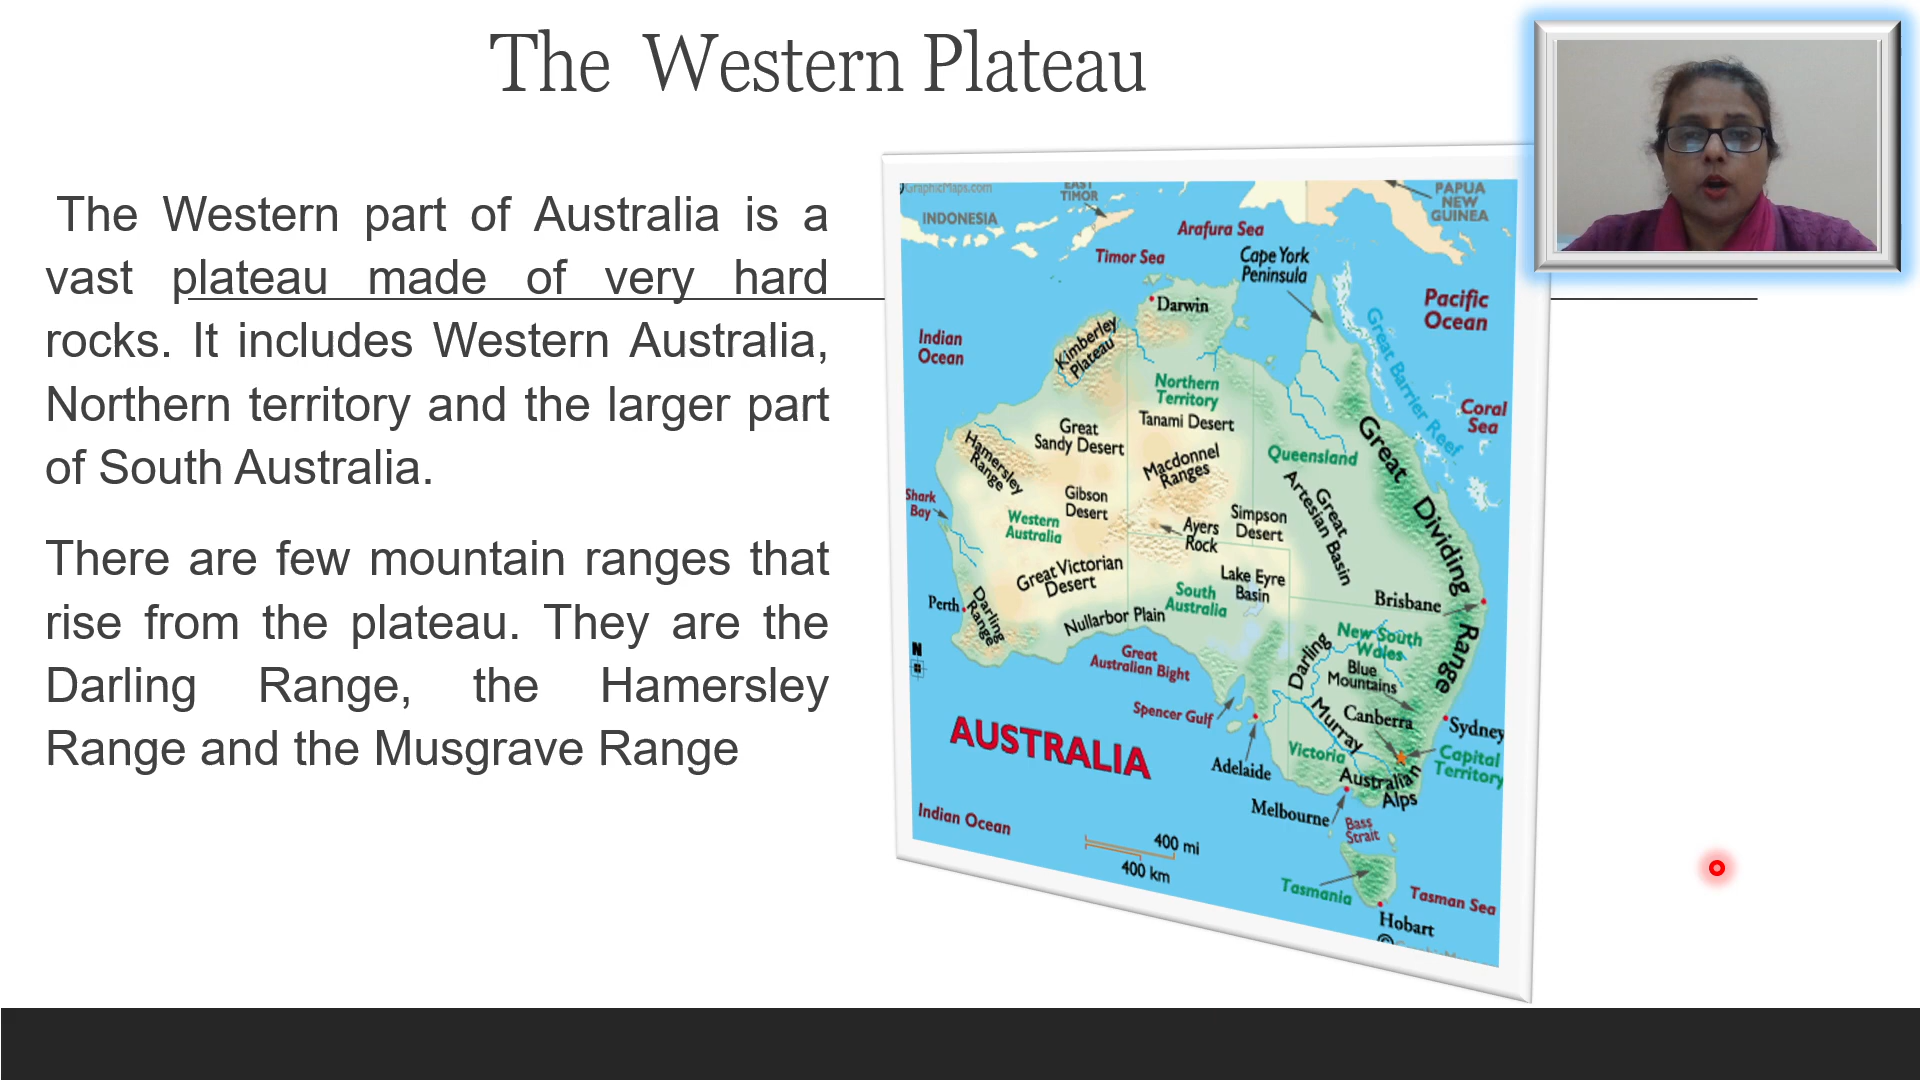 The Western Plateau
The Western part of Australia is a
vast plateau made of very hard
rocks. It includes Western Australia,
Northern territory and the larger part
of South Australia.
There are few mountain ranges that
rise from the plateau. They are the
Darling Range, the Hamersley
Range and the Musgrave Range
GraphicMaps.com
EAST
TIMOR
INDONESIA
PAPUA
NEW
GUINEA
Arafura Sea
Timor Sea
Cape York
Peninsula
Pacific
Ocean
Darwin
Indian
Ocean
Kimberley
Plateau
Great Barrier Reef
Northern
Territory
Coral
Sea
Tanami Desert
Great
Sandy Desert
Hamersley
Range
Macdonnel
Ranges
Queensland
Great Dividing Range
Great
Artesian Basin
Shark
Bay
Gibson
Desert
Western
Australia
Ayers
Rock
Simpson
Desert
Great Victorian
Desert
Lake Eyre
Basin
South
Australia
Brisbane
Perth
Darling
Range
Nullarbor Plain
New South
Wales
N
Great
Australian Bight
Darling
Blue
Mountains
Spencer Gulf
Murray
Canberra
Sydney
AUSTRALIA
Adelaide
Victoria
Capital
Territory
Australian
Alps
Melbourne
Bass
Strait
Indian Ocean
400 mi
400 km
Tasmania
Tasman Sea
Hobart